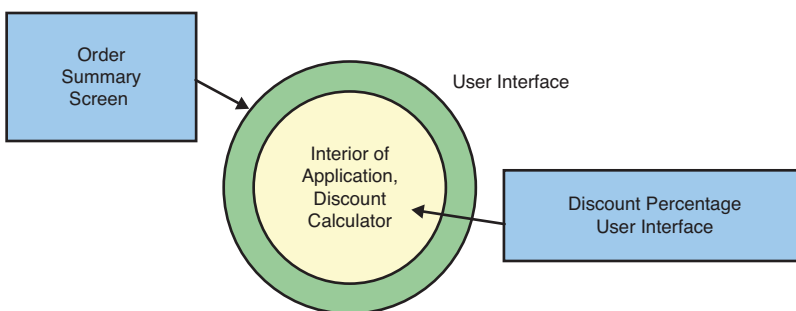 Order
Summary
Screen
User Interface
Interior of
Application,
Discount
Calculator
Discount Percentage
User Interface